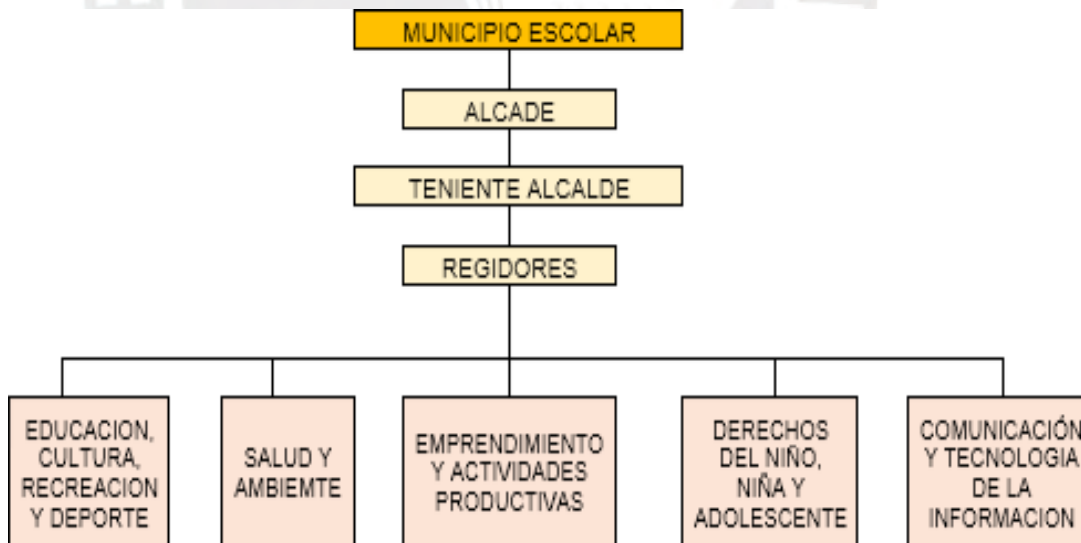 MUNICIPIO ESCOLAR
ALCADE
TENIENTE ALCALDE
REGIDORES
EDUCACION,
CULTURA,
RECREACION
Y DEPORTE
SALUD Y
AMBIEMTE
EMPRENDIMIENTO
Y ACTIVIDADES
PRODUCTIVAS
DERECHOS
DEL NIÑO,
NIÑA Y
ADOLESCENTE
COMUNICACIÓN
Y TECNOLOGIA
DE LA
INFORMACION